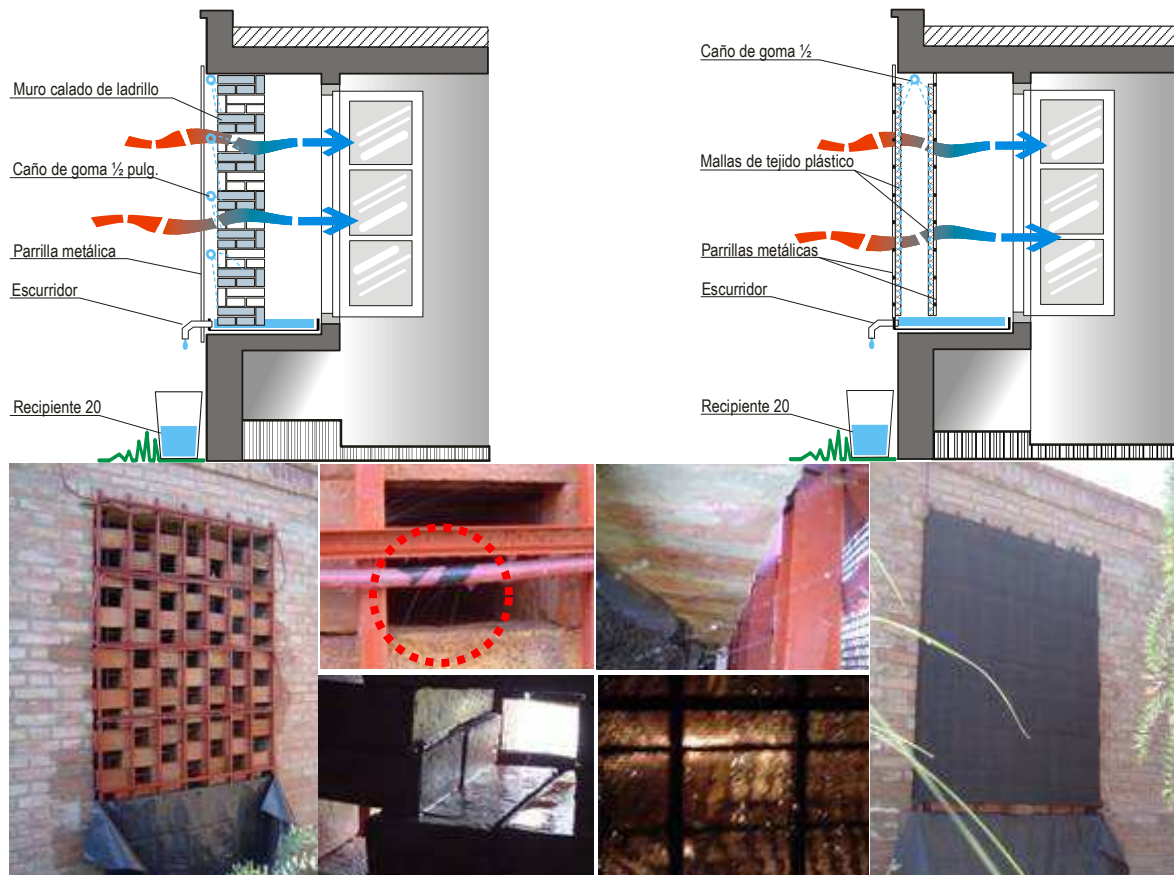 Muro calado de ladrillo
Caño de goma ½ pulg.
Parrilla metálica
Escurridor
Recipiente 20
Caño de goma ½
Mallas de tejido plástico
Parrillas metálicas
Escurridor
Recipiente 20